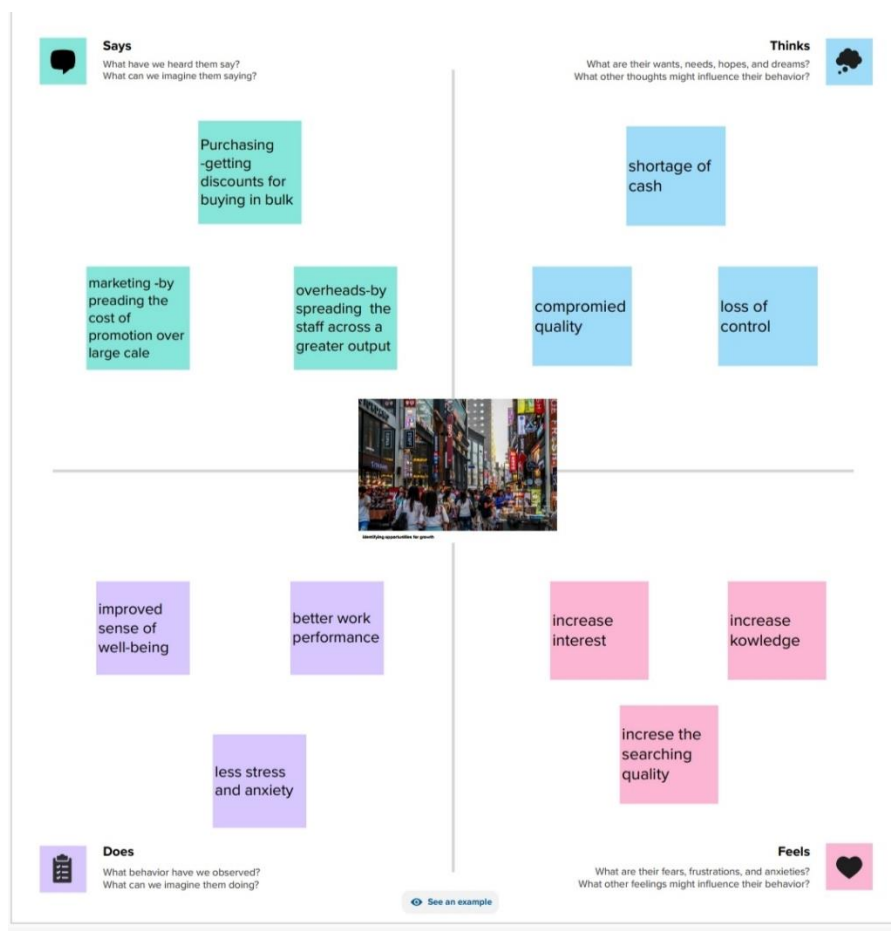 Says
What have we heard them say?
What can we imagine them saying?
Thinks
What are their wants, needs, hopes, and dreams?
What other thoughts might influence their behavior?
Purchasing
-getting
discounts for
buying in bulk
shortage of
cash
marketing -by
preading the
cost of
promotion over
large cale
overheads-by
spreading the
staff across a
greater output
compromied
quality
loss of
control
Identifying opportunities for growth
improved
sense of
well-being
better work
performance
increase
interest
increase
kowledge
less stress
and anxiety
increse the
searching
quality
Does
What behavior have we observed?
What can we imagine them doing?
Feels
What are their fears, frustrations, and anxieties?
What other feelings might influence their behavior?
See an example